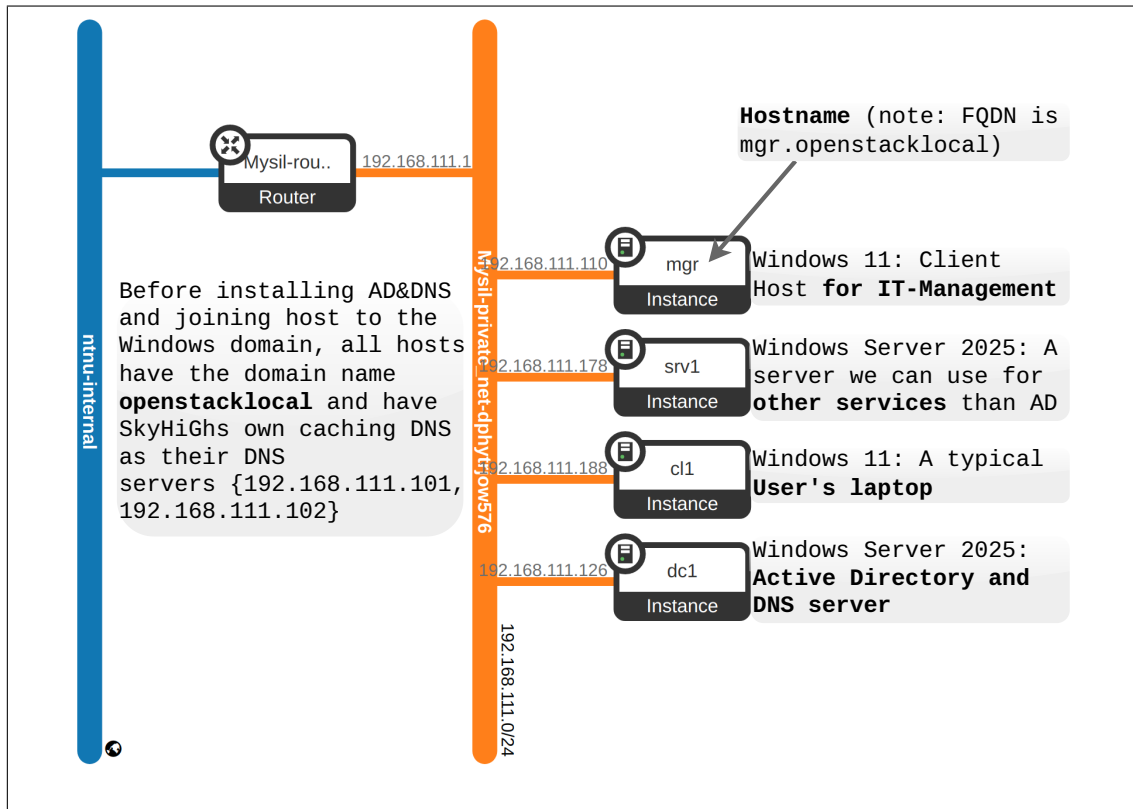 Hostname (note: FQDN is
mgr.openstacklocal)
Mysil-rou..
Router
192.168.111.1
ntnu-internal
Before installing AD&DNS
and joining host to the
Windows domain, all hosts
have the domain name
openstacklocal and have
SkyHiGhs own caching DNS
as their DNS
servers {192.168.111.101,
192.168.111.102}
192.168.111.110
mgr
Instance
Windows 11: Client
Host for IT-Management
192.168.111.178
srv1
Instance
Windows Server 2025: A
server we can use for
other services than AD
192.168.111.188
cl1
Instance
Windows 11: A typical
User's laptop
192.168.111.126
dc1
Instance
Windows Server 2025:
Active Directory and
DNS server
192.168.111.0/24